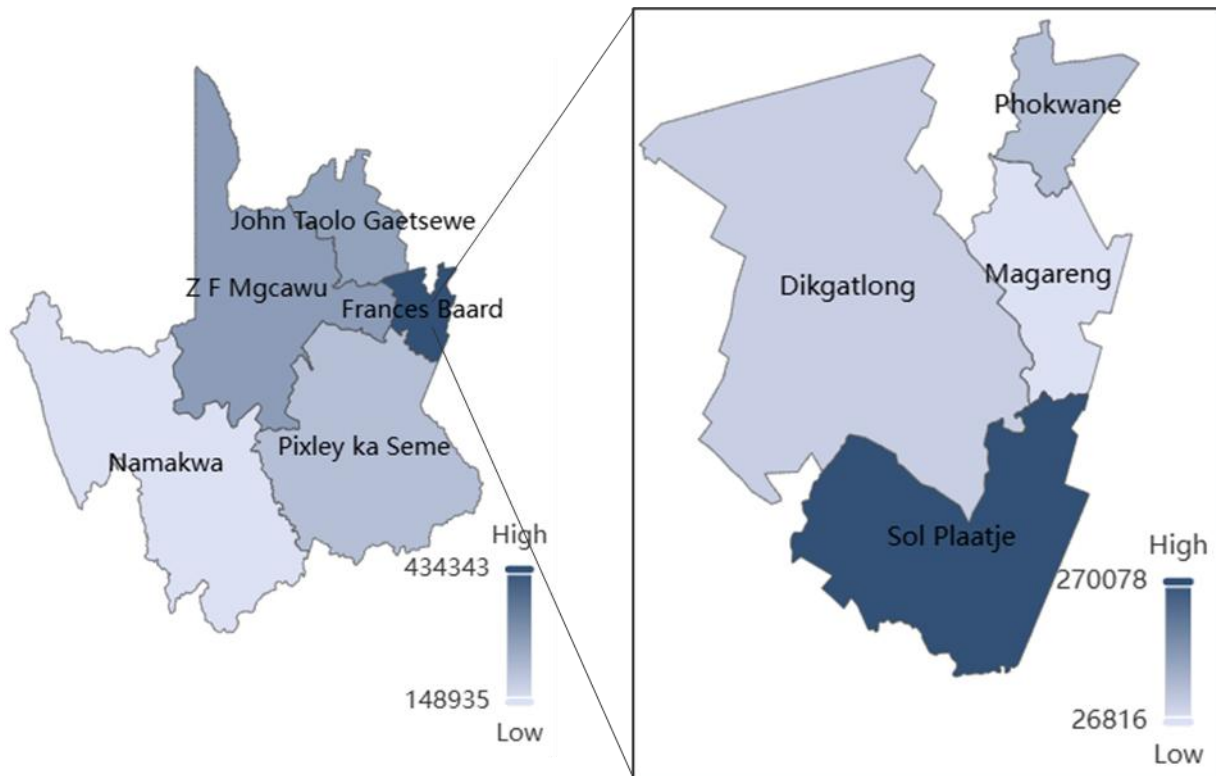 John Taolo Gaetsewe
Z F Mgcawu
Frances Baard
Namakwa
Pixley ka Seme
High
434343
148935
Low
Phokwane
Dikgatlong
Magareng
Sol Plaatje
High
270078
26816
Low